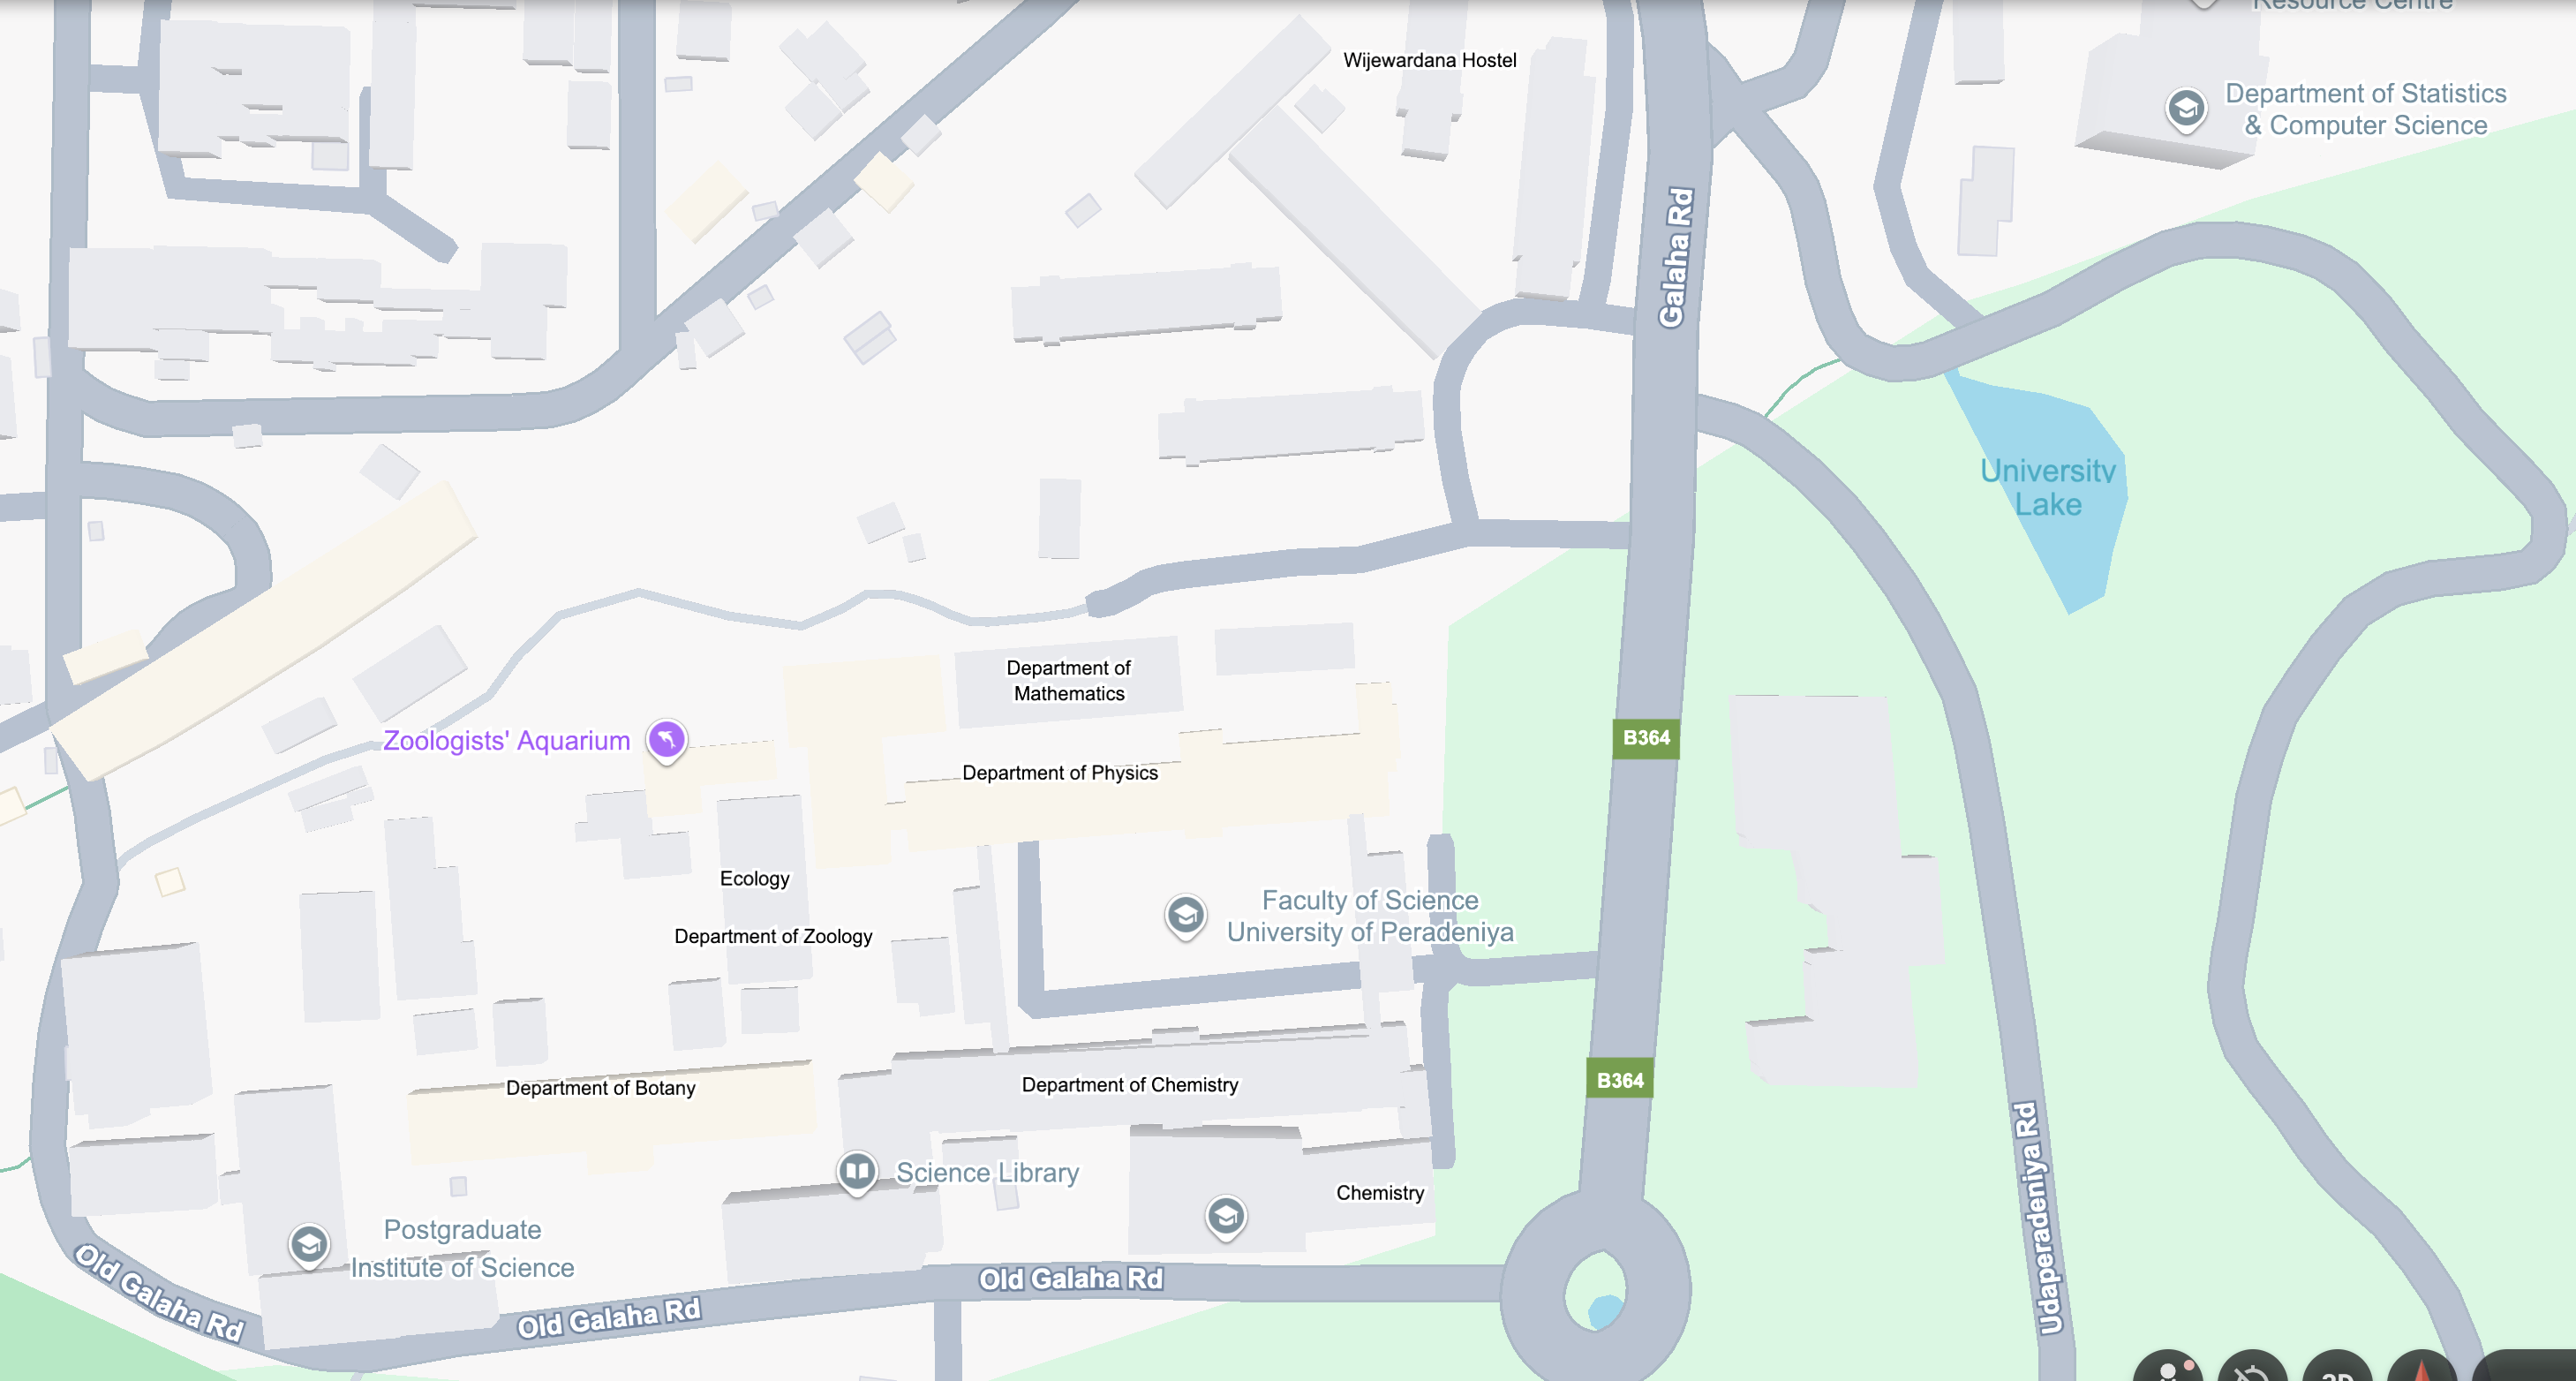 Resource Centre
Wijewardana Hostel
Department of Statistics
& Computer Science
Galaha Rd
University
Lake
Department of
Mathematics
Zoologists' Aquarium
B364
Department of Physics
Ecology
Faculty of Science
University of Peradeniya
Department of Zoology
B364
Department of Botany
Department of Chemistry
Science Library
Chemistry
Udaperadeniya Rd
Postgraduate
Institute of Science
Old Galaha Rd
Old Galaha Rd
Old Galaha Rd
3D